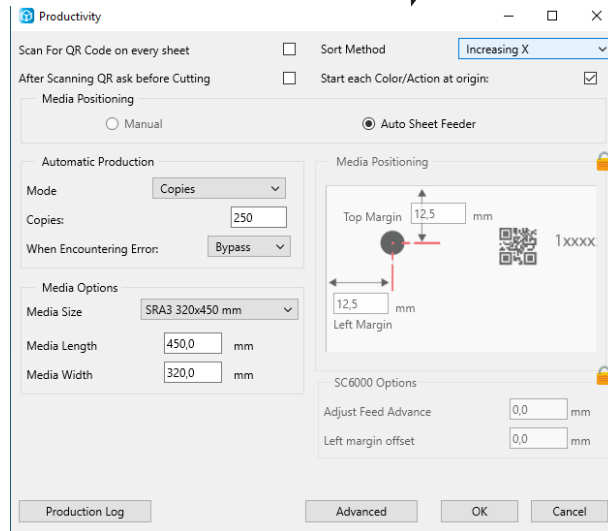 Productivity
Scan For QR Code on every sheet
Sort Method
Increasing X
After Scanning QR ask before Cutting
Start each Color/Action at origin:
Media Positioning
Manual
Auto Sheet Feeder
Automatic Production
Mode
Copies
Copies:
250
When Encountering Error:
Bypass
Media Options
Media Size
SRA3 320x450 mm
Media Length
450,0
mm
Media Width
320,0
mm
Media Positioning
Top Margin
12,5
mm
1xxxx
12,5
mm
Left Margin
SC6000 Options
Adjust Feed Advance
0,0
mm
Left margin offset
0,0
mm
Production Log
Advanced
OK
Cancel